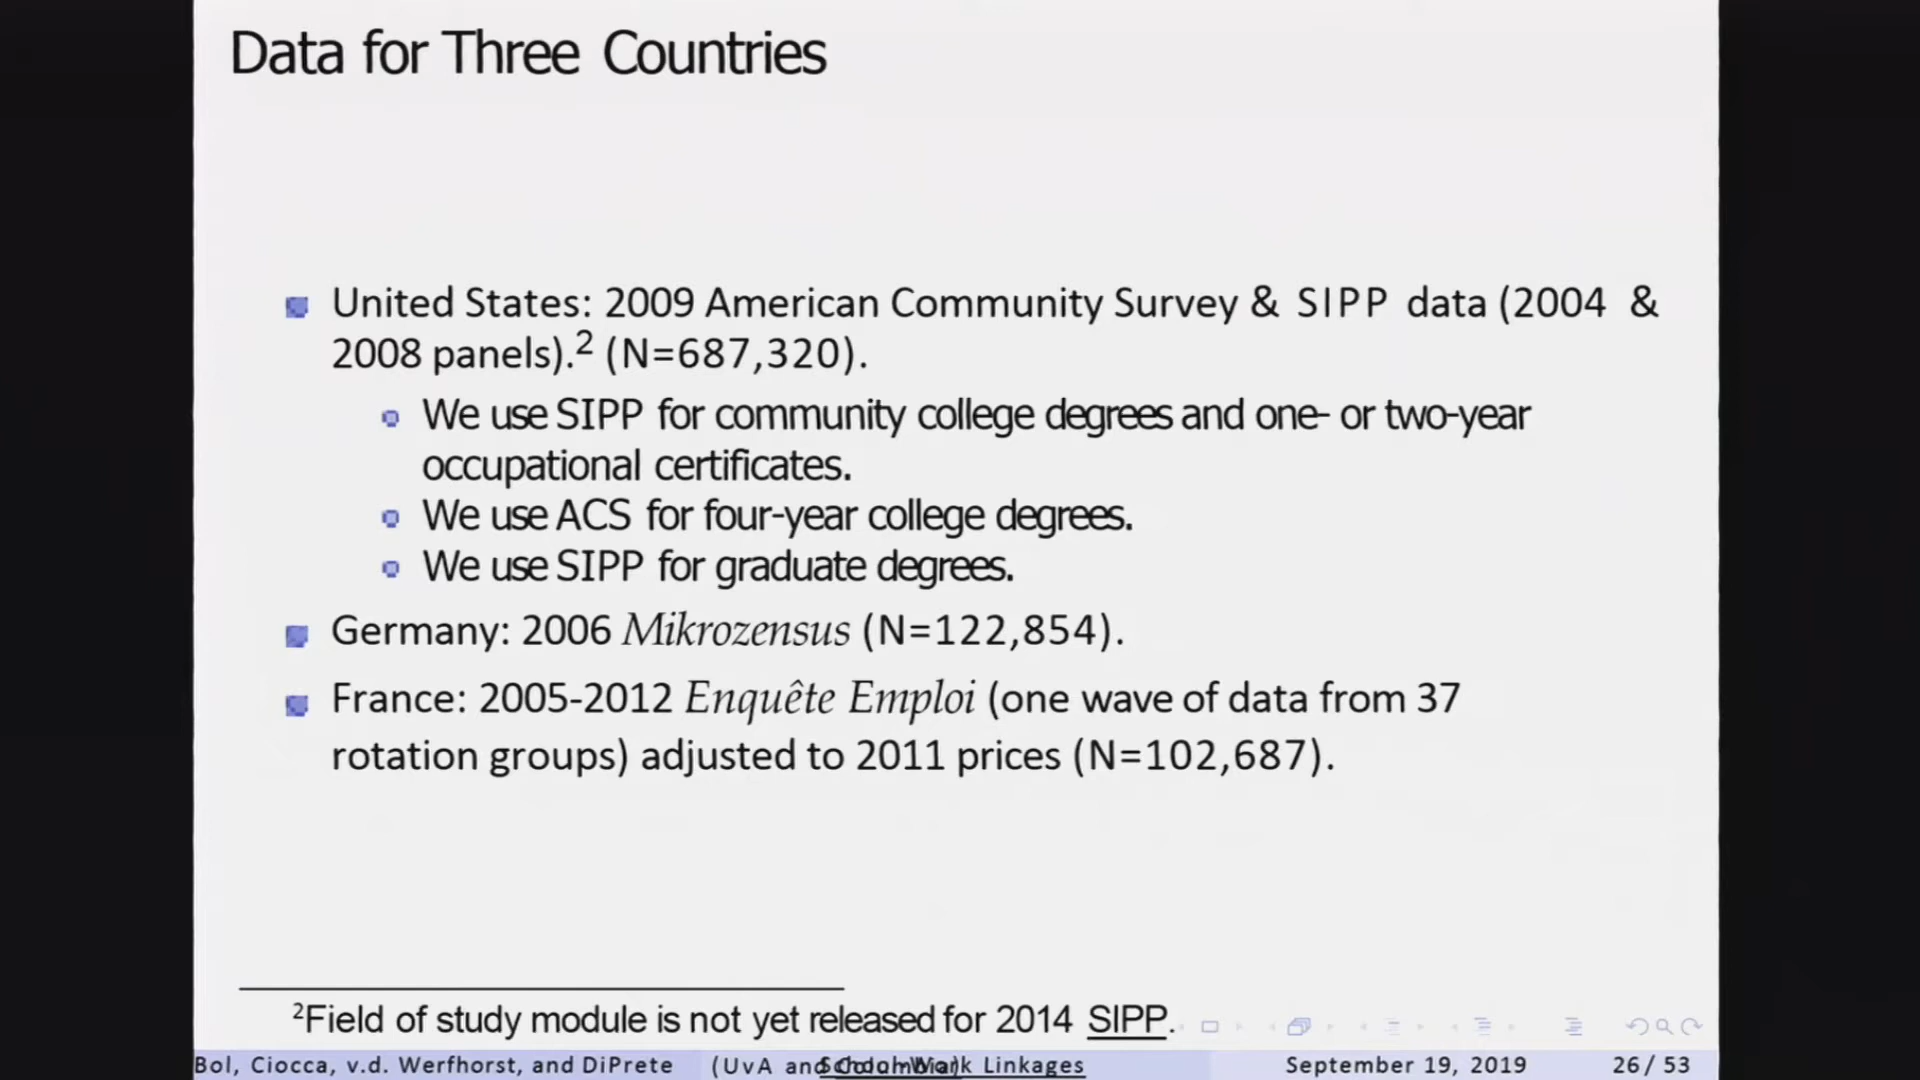 Data for Three Countries
United States: 2009 American Community Survey & SIPP data (2004 &
2008 panels).² (N=687,320).
We use SIPP for community college degrees and one- or two-year
occupational certificates.
We use ACS for four-year college degrees.
We use SIPP for graduate degrees.
Germany: 2006 Mikrozensus (N=122,854).
France: 2005-2012 Enquête Emploi (one wave of data from 37
rotation groups) adjusted to 2011 prices (N=102,687).
²Field of study module is not yet released for 2014 SIPP.
Bol, Ciocca, v.d. Werfhorst, and DiPrete (UvA and Linkages September 19, 2019 26/ 53